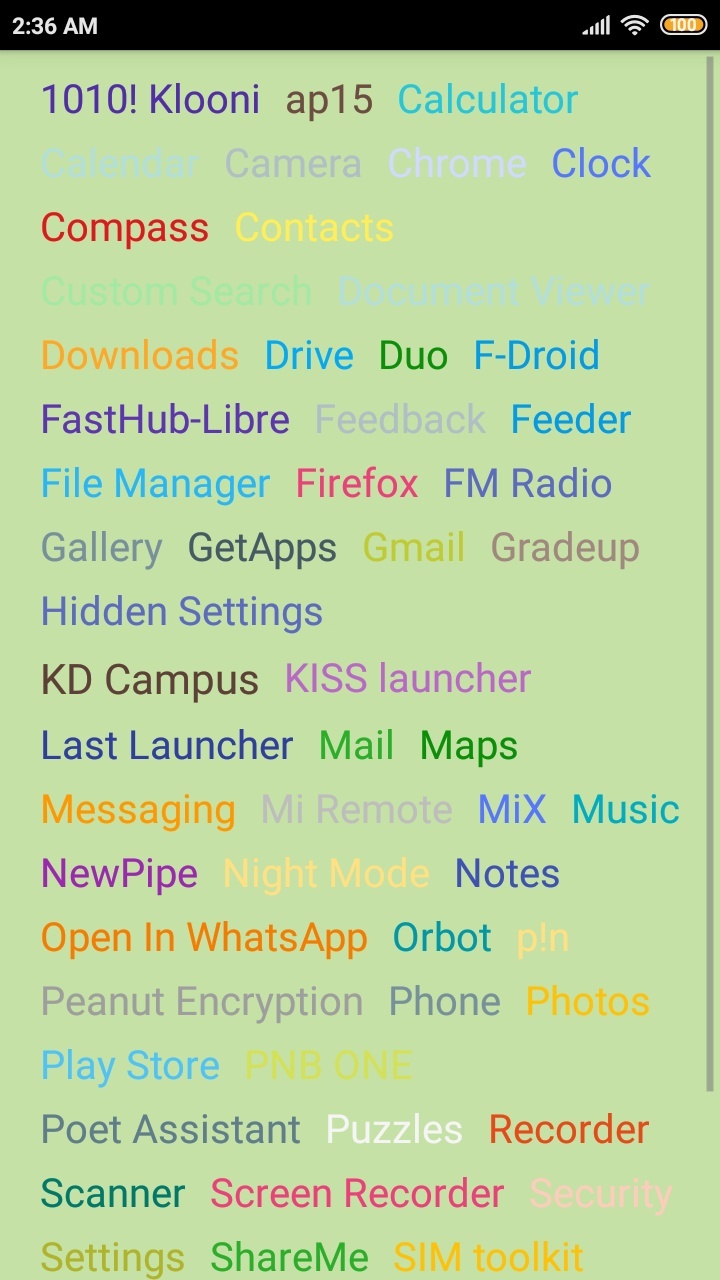 2:36 AM 100
1010! Klooni ap15 Calculator
Calendar Camera Chrome Clock
Compass Contacts
Custom Search Document Viewer
Downloads Drive Duo F-Droid
FastHub-Libre Feedback Feeder
File Manager Firefox FM Radio
Gallery GetApps Gmail Gradeup
Hidden Settings
KD Campus KISS launcher
Last Launcher Mail Maps
Messaging Mi Remote MiX Music
NewPipe Night Mode Notes
Open In WhatsApp Orbot p!n
Peanut Encryption Phone Photos
Play Store PNB ONE
Poet Assistant Puzzles Recorder
Scanner Screen Recorder Security
Settings ShareMe SIM toolkit